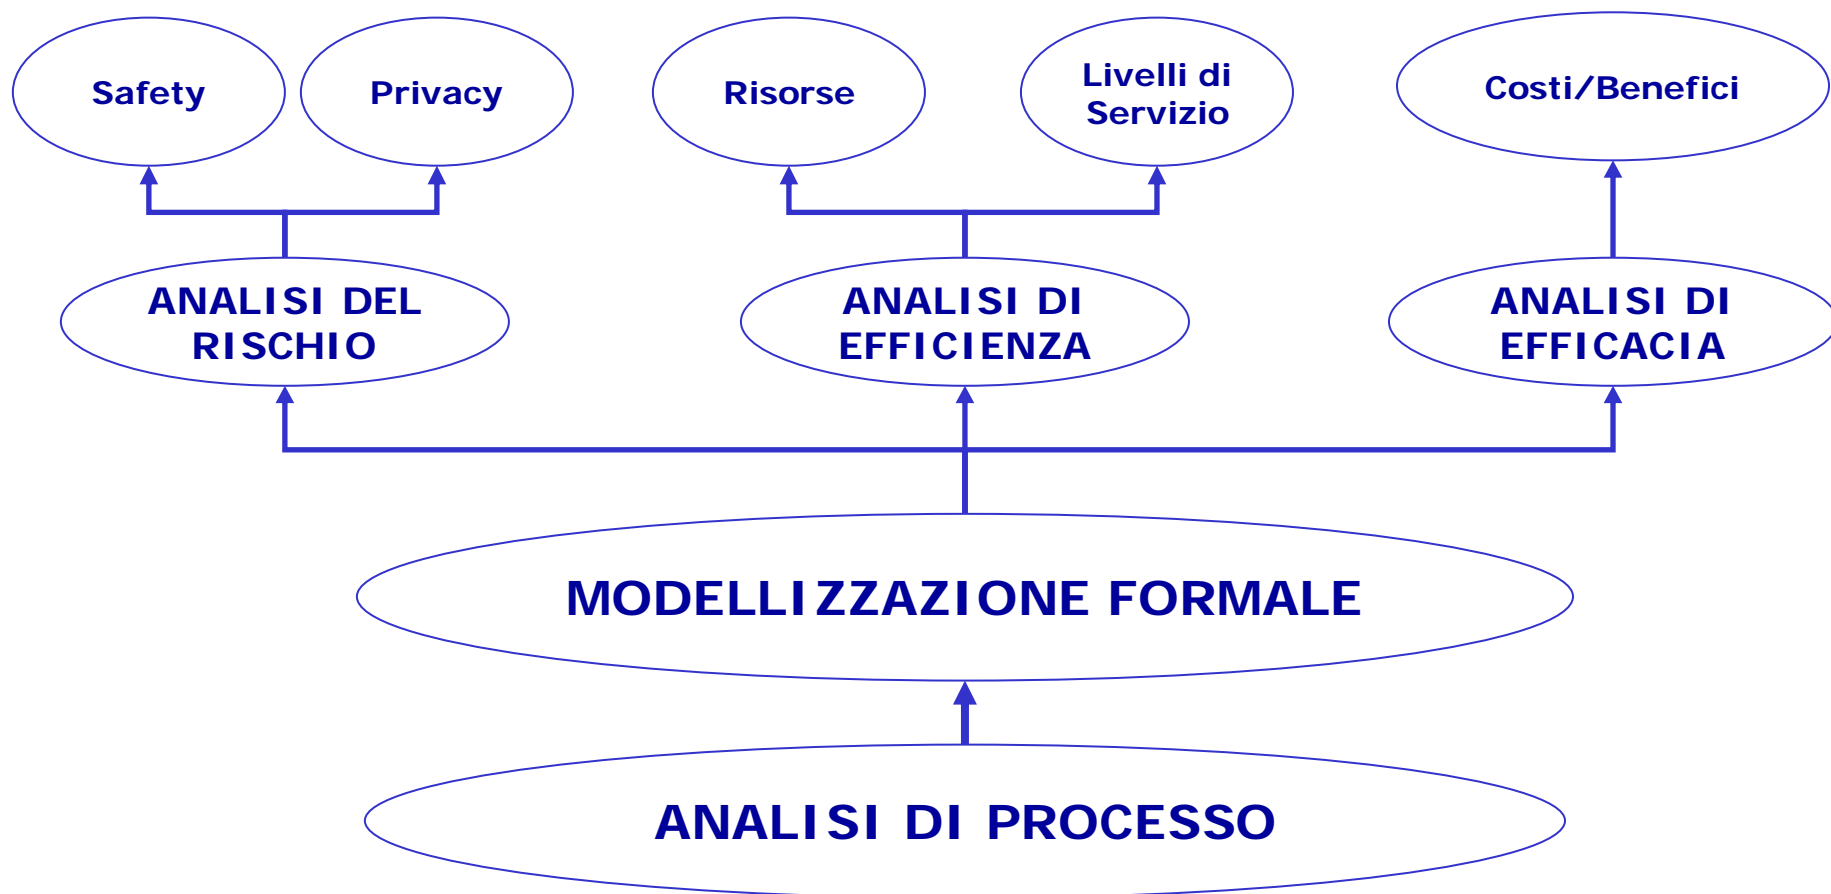 Safety
Privacy
Risorse
Livelli di
Servizio
Costi/Benefici
ANALISI DEL
RISCHIO
ANALISI DI
EFFICIENZA
ANALISI DI
EFFICACIA
MODELLIZZAZIONE FORMALE
ANALISI DI PROCESSO